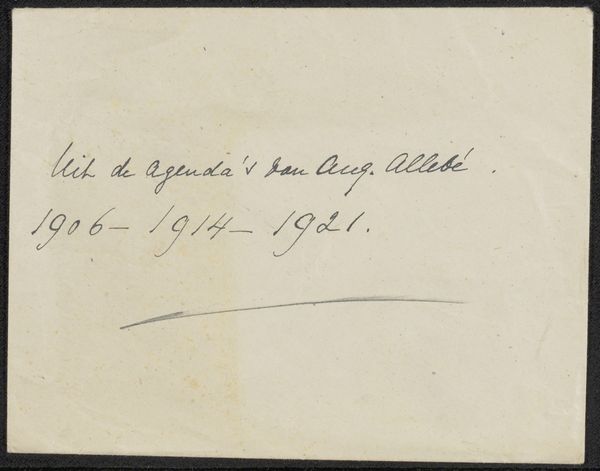 Uit de agenda's van Aug. Allebé.
1906 - 1914 - 1921.